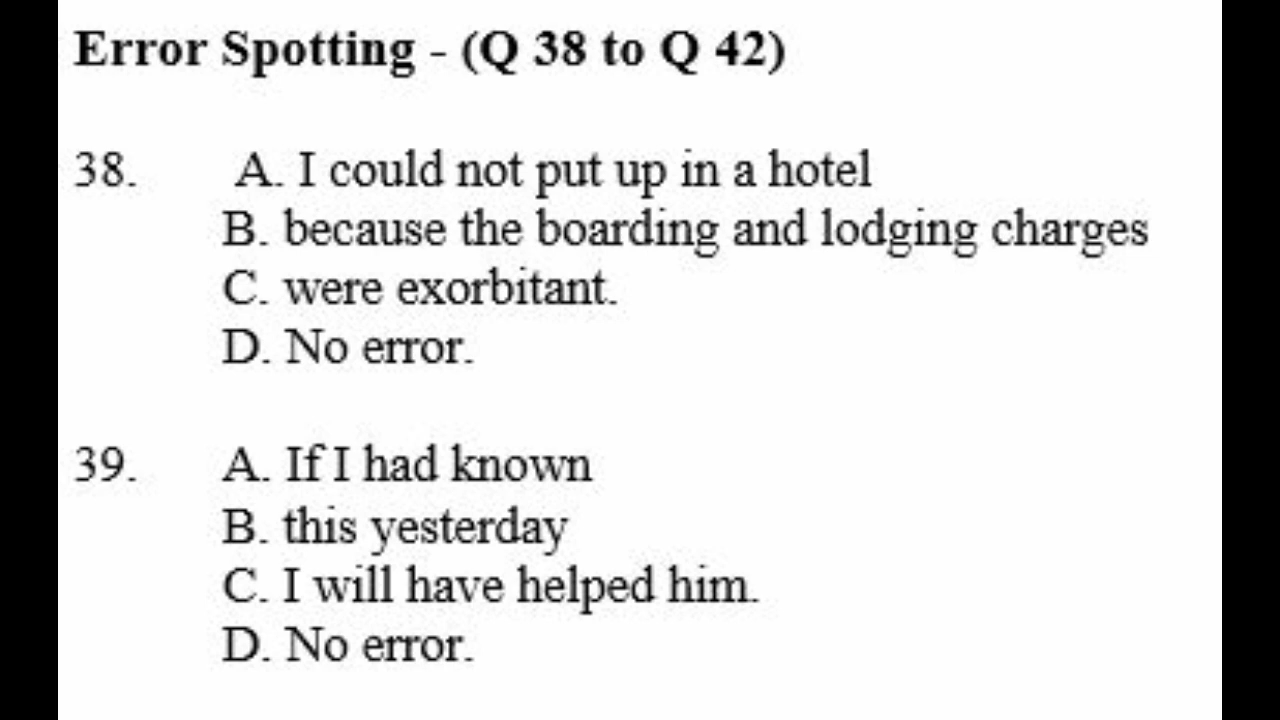 Error Spotting - (Q 38 to Q 42)
38. A. I could not put up in a hotel
B. because the boarding and lodging charges
C. were exorbitant.
D. No error.
39. A. If I had known
B. this yesterday
C. I will have helped him.
D. No error.